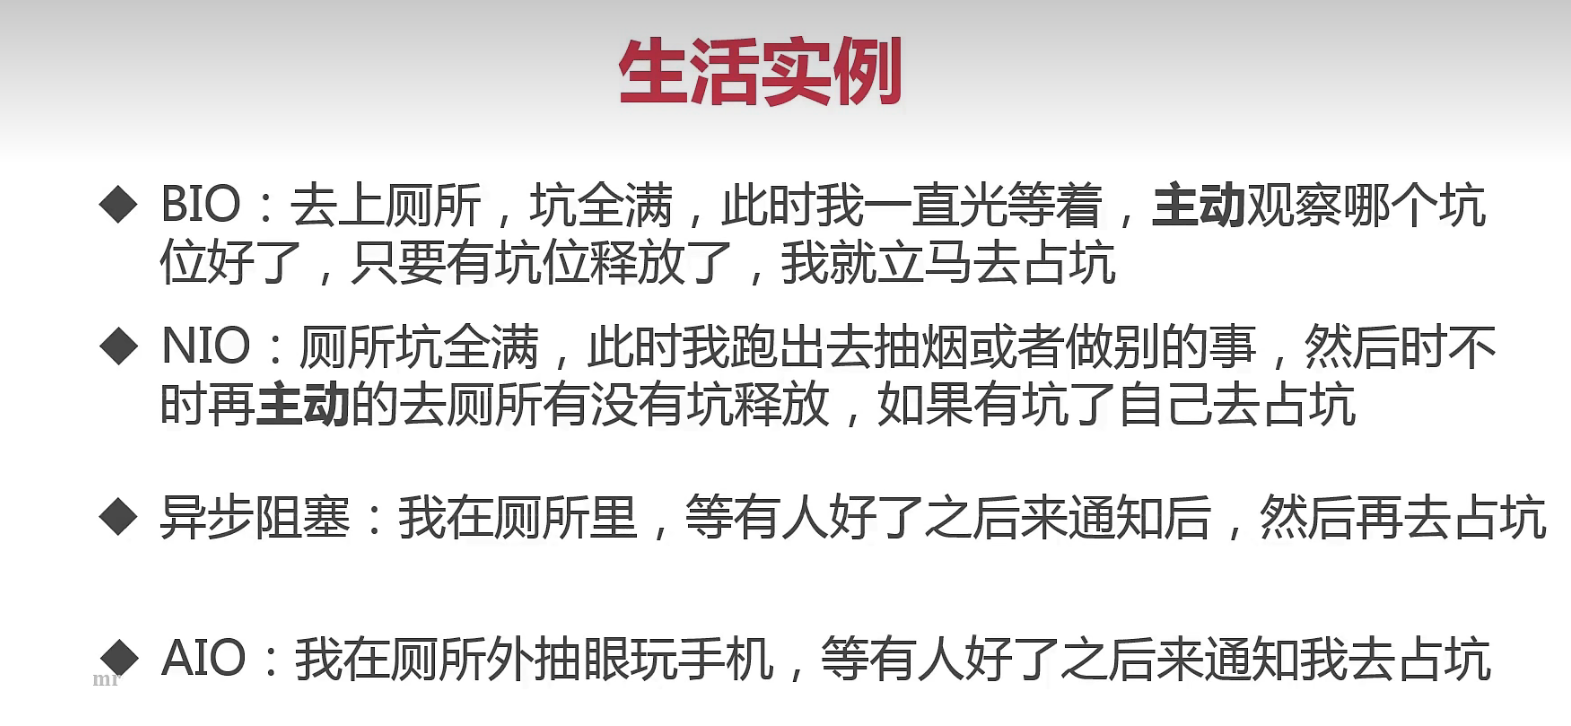 生活实例
◆ BIO：去上厕所，坑全满，此时我一直光等着，主动观察哪个坑
位好了，只要有坑位释放了，我就立马去占坑
◆ NIO：厕所坑全满，此时我跑出去抽烟或者做别的事，然后时不
时再主动的去厕所有没有坑释放，如果有坑了自己去占坑
◆ 异步阻塞：我在厕所里，等有人好了之后来通知后，然后再去占坑
◆ AIO：我在厕所外抽眼玩手机，等有人好了之后来通知我去占坑
mr